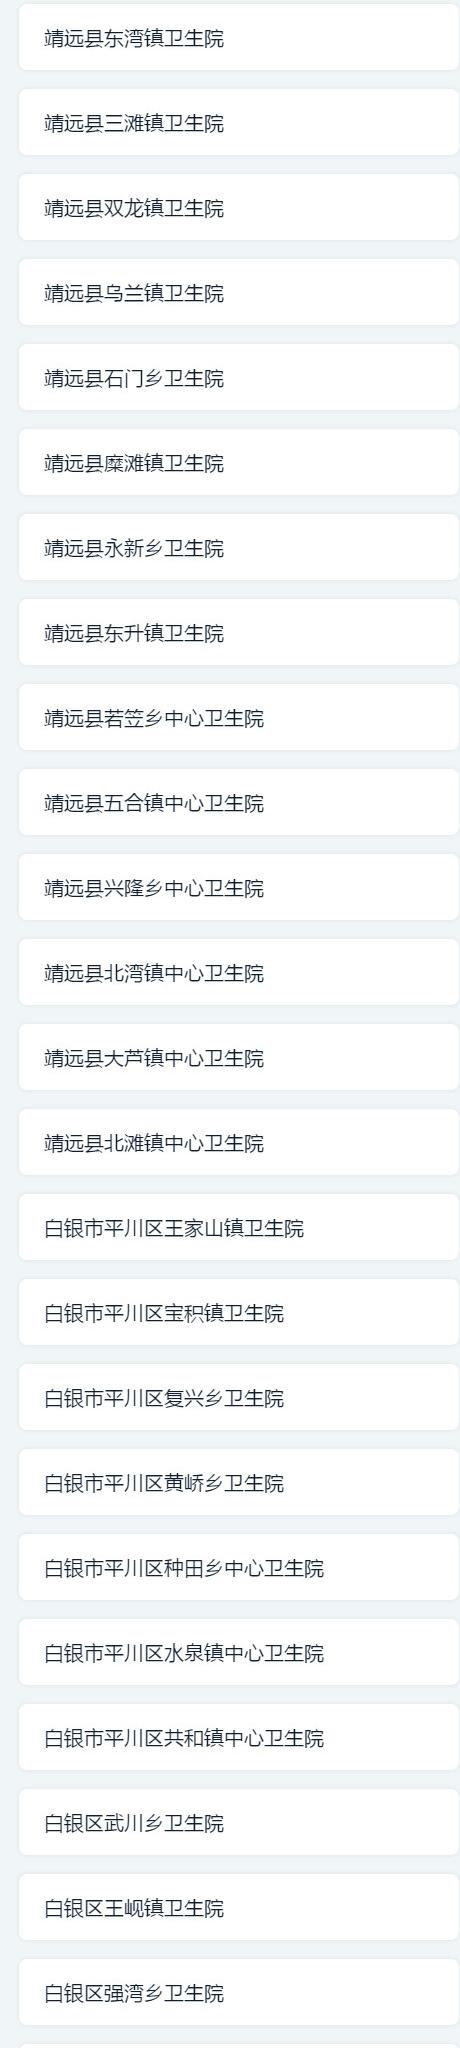 靖远县东湾镇卫生院
靖远县三滩镇卫生院
靖远县双龙镇卫生院
靖远县乌兰镇卫生院
靖远县石门乡卫生院
靖远县糜滩镇卫生院
靖远县永新乡卫生院
靖远县东升镇卫生院
靖远县若笠乡中心卫生院
靖远县五合镇中心卫生院
靖远县兴隆乡中心卫生院
靖远县北湾镇中心卫生院
靖远县大芦镇中心卫生院
靖远县北滩镇中心卫生院
白银市平川区王家山镇卫生院
白银市平川区宝积镇卫生院
白银市平川区复兴乡卫生院
白银市平川区黄峤乡卫生院
白银市平川区种田乡中心卫生院
白银市平川区水泉镇中心卫生院
白银市平川区共和镇中心卫生院
白银区武川乡卫生院
白银区王岘镇卫生院
白银区强湾乡卫生院